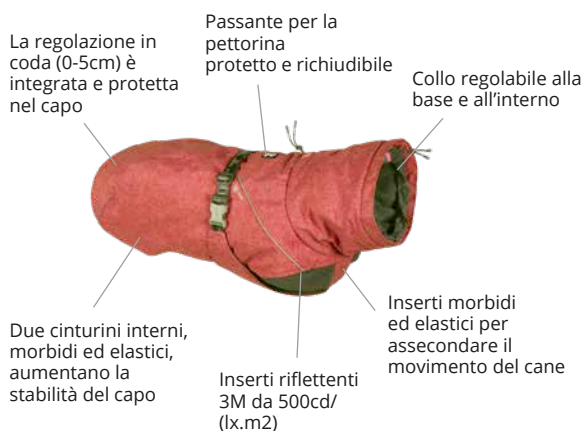 La regolazione in
coda (0-5cm) è
integrata e protetta
nel capo
Passante per la
pettorina
protetto e richiudibile
Collo regolabile alla
base e all'interno
Due cinturini interni,
morbidi ed elastici,
aumentano la
stabilità del capo
Inserti riflettenti
3M da 500cd/
(lx.m2)
Inserti morbidi
ed elastici per
assecondare il
movimento del cane